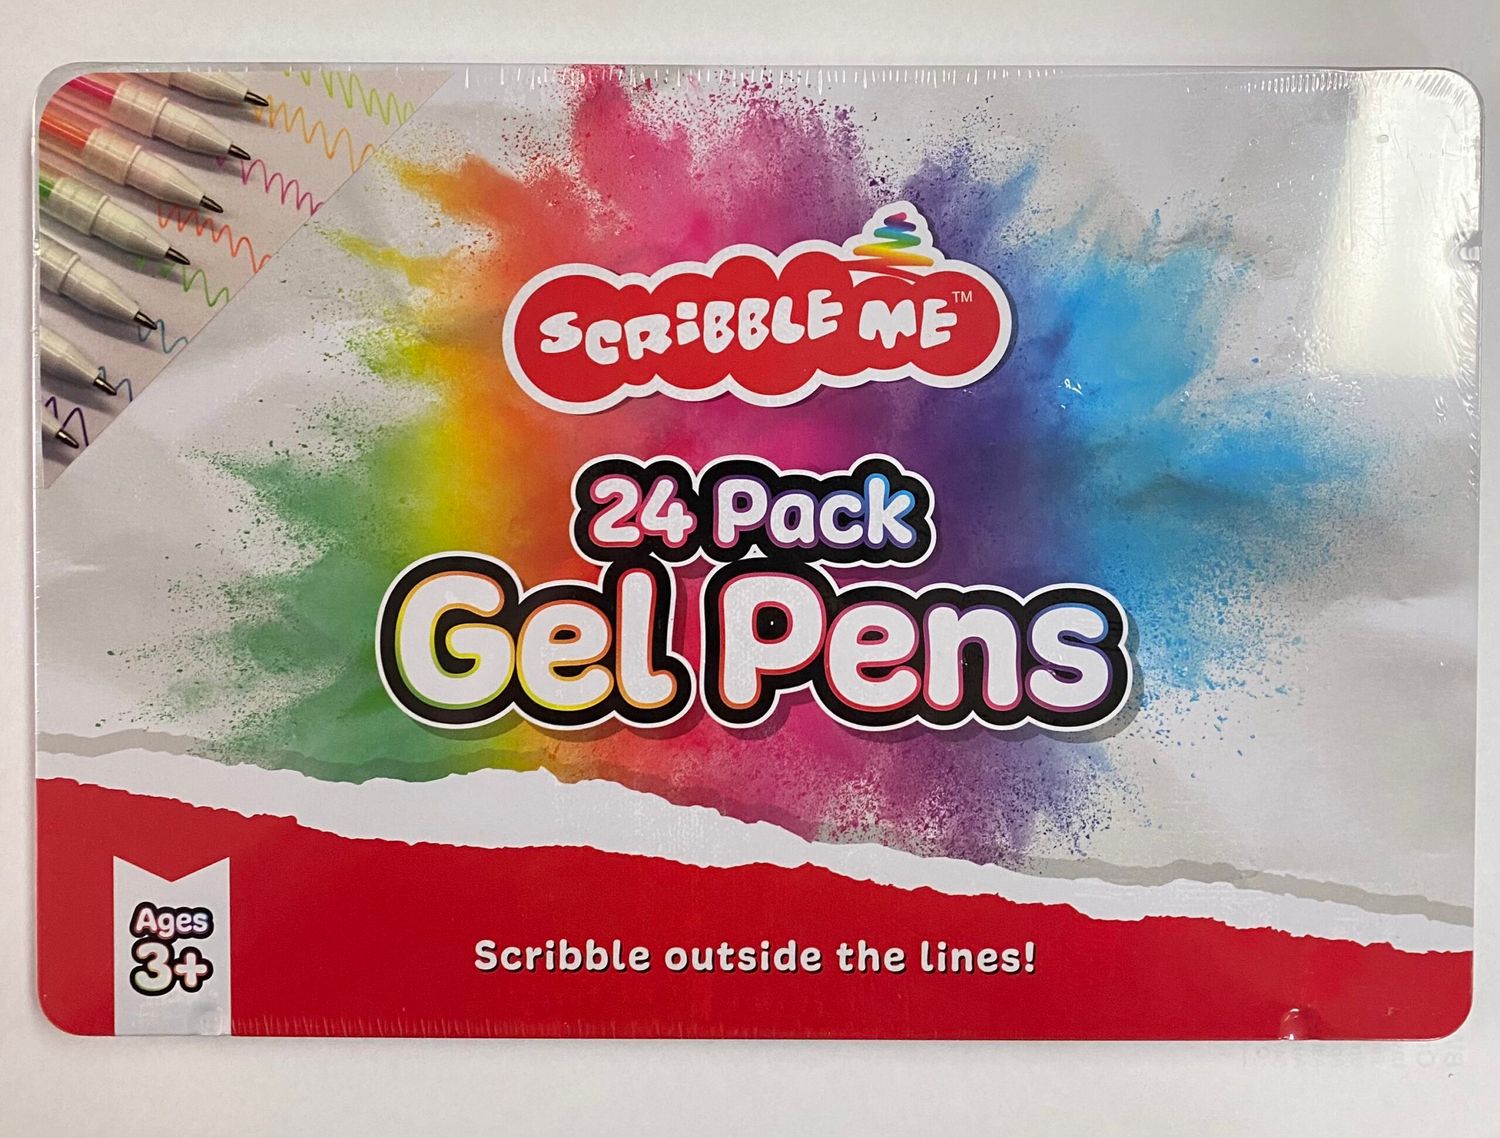 SCRiBBLE ME™
24 Pack
Gel Pens
Ages
3+
Scribble outside the lines!